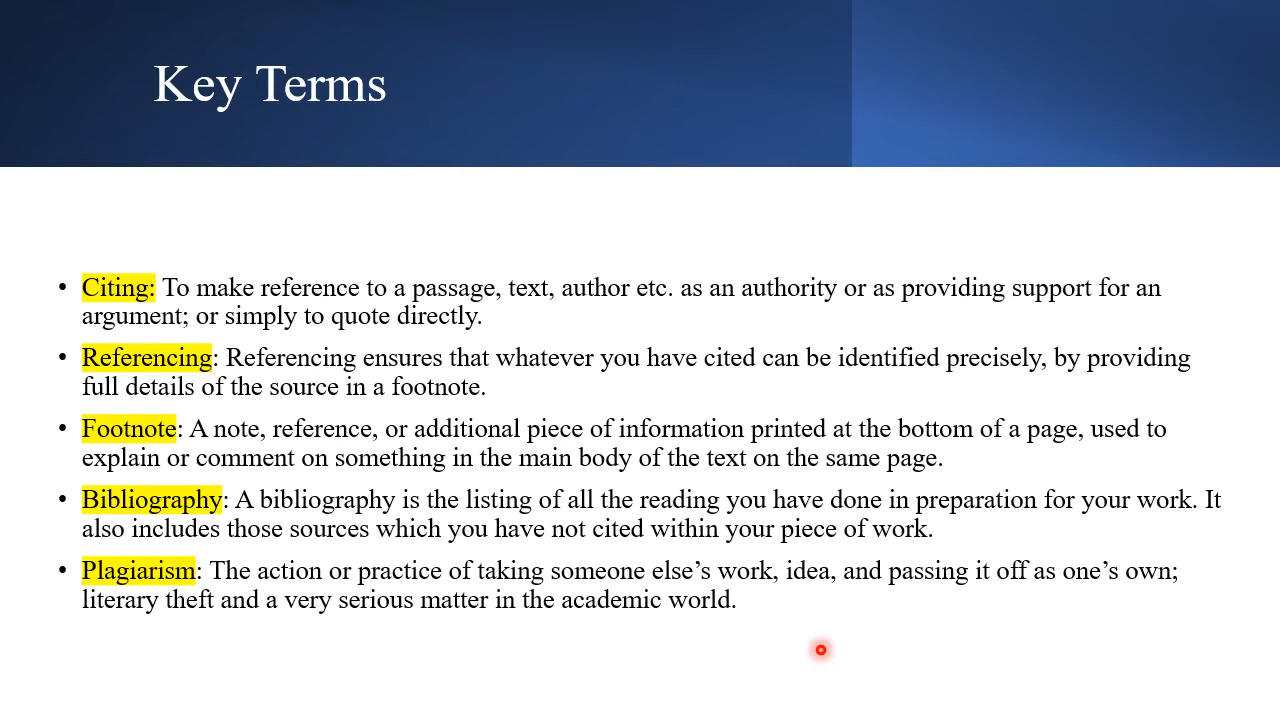 Key Terms
• Citing: To make reference to a passage, text, author etc. as an authority or as providing support for an
argument; or simply to quote directly.
• Referencing: Referencing ensures that whatever you have cited can be identified precisely, by providing
full details of the source in a footnote.
• Footnote: A note, reference, or additional piece of information printed at the bottom of a page, used to
explain or comment on something in the main body of the text on the same page.
• Bibliography: A bibliography is the listing of all the reading you have done in preparation for your work. It
also includes those sources which you have not cited within your piece of work.
• Plagiarism: The action or practice of taking someone else’s work, idea, and passing it off as one’s own;
literary theft and a very serious matter in the academic world.